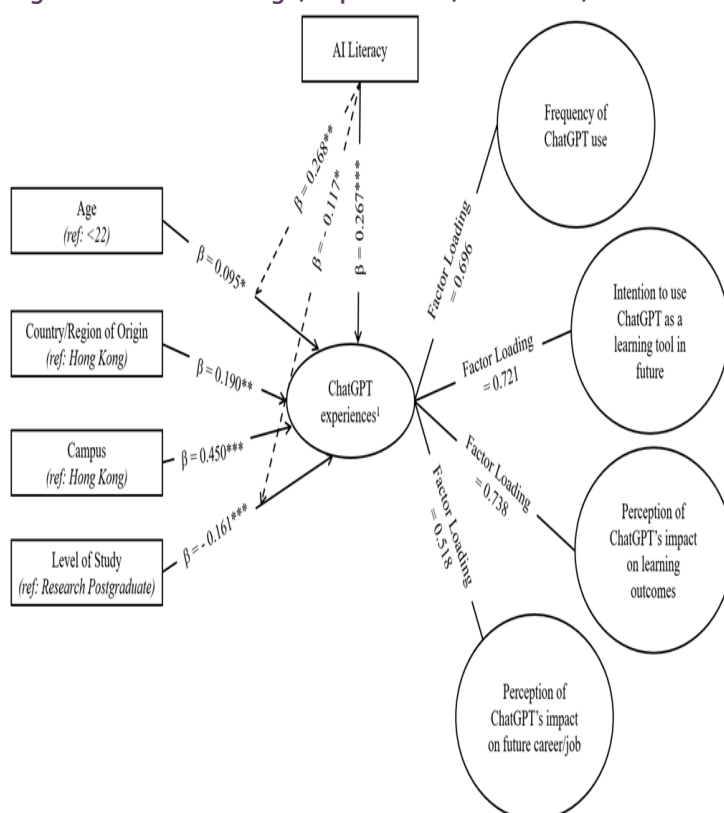 AI Literacy
Frequency of
ChatGPT use
β = 0.268**
β = - 0.117*
β = 0.267***
Age
(ref: <22)
β = 0.095*
Factor Loading
= 0.696
Intention to use
ChatGPT as a
learning tool in
future
Country/Region of Origin
(ref: Hong Kong)
β = 0.190**
ChatGPT
experiences¹
Factor Loading
= 0.721
Campus
(ref: Hong Kong)
β = 0.450***
Factor Loading
= 0.738
Factor Loading
= 0.518
Perception of
ChatGPT's impact
on learning
outcomes
Level of Study
(ref: Research Postgraduate)
β = - 0.161***
Perception of
ChatGPT's impact
on future career/job